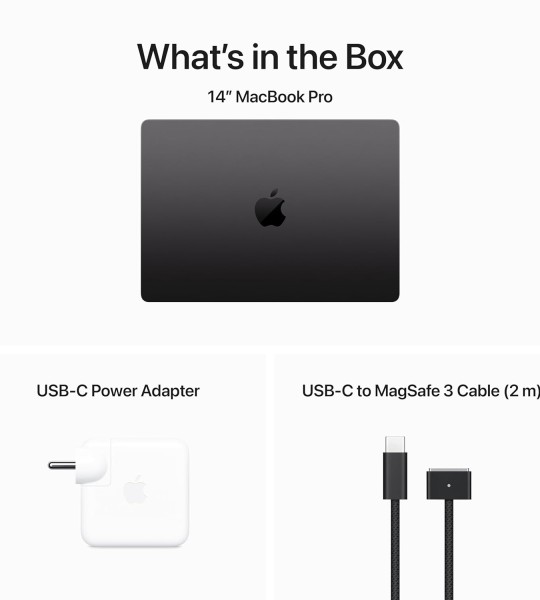 What’s in the Box
14” MacBook Pro
USB-C Power Adapter
USB-C to MagSafe 3 Cable (2 m)